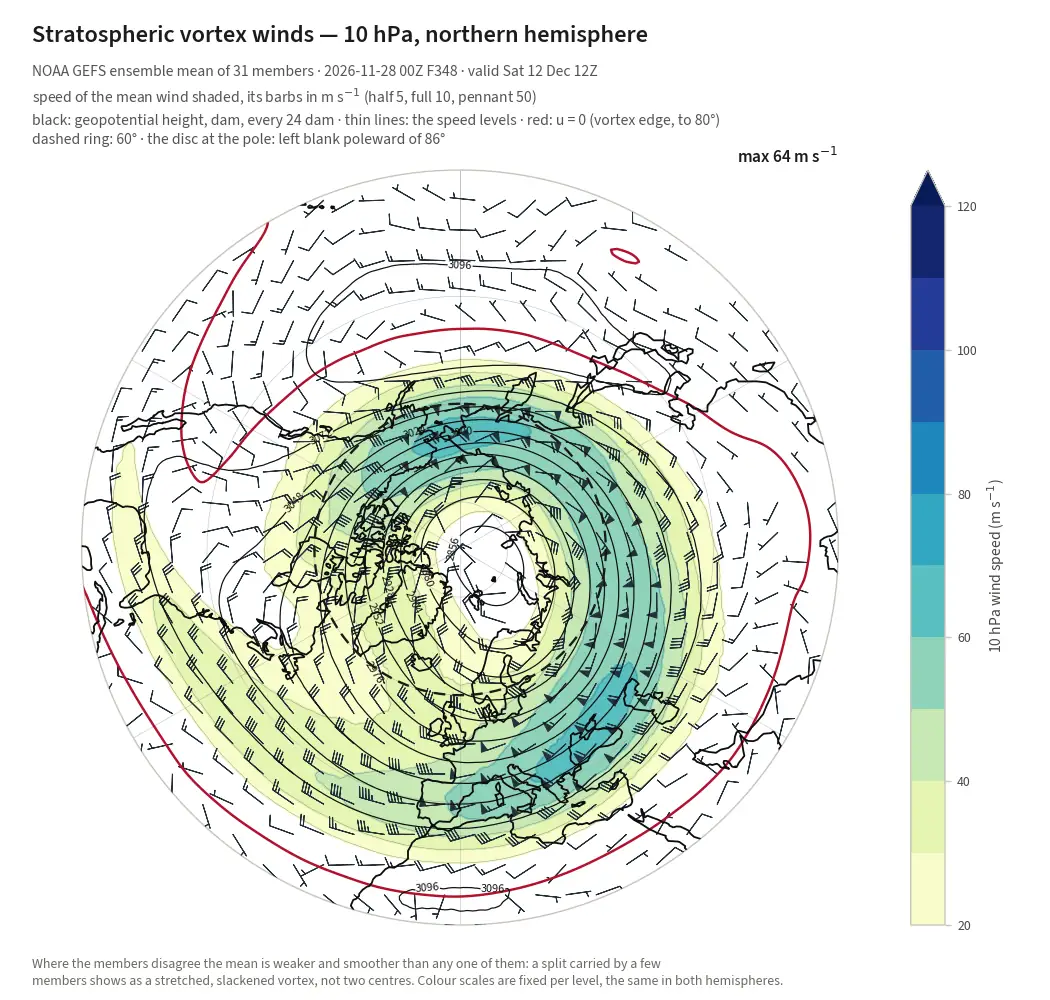 Stratospheric vortex winds — 10 hPa, northern hemisphere
NOAA GEFS ensemble mean of 31 members · 2026-11-28 00Z F348 · valid Sat 12 Dec 12Z
speed of the mean wind shaded, its barbs in m s⁻¹ (half 5, full 10, pennant 50)
black: geopotential height, dam, every 24 dam · thin lines: the speed levels · red: u = 0 (vortex edge, to 80°)
dashed ring: 60° · the disc at the pole: left blank poleward of 86°
max 64 m s⁻¹
3096
2856
3096
3096
120
100
80
60
40
20
10 hPa wind speed (m s⁻¹)
Where the members disagree the mean is weaker and smoother than any one of them: a split carried by a few
members shows as a stretched, slackened vortex, not two centres. Colour scales are fixed per level, the same in both hemispheres.